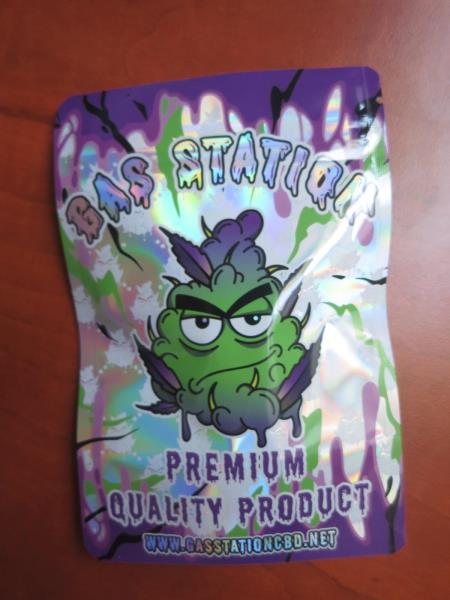 GAS STATION
PREMIUM
QUALITY PRODUCT
WWW.GASSTATIONCBD.NET